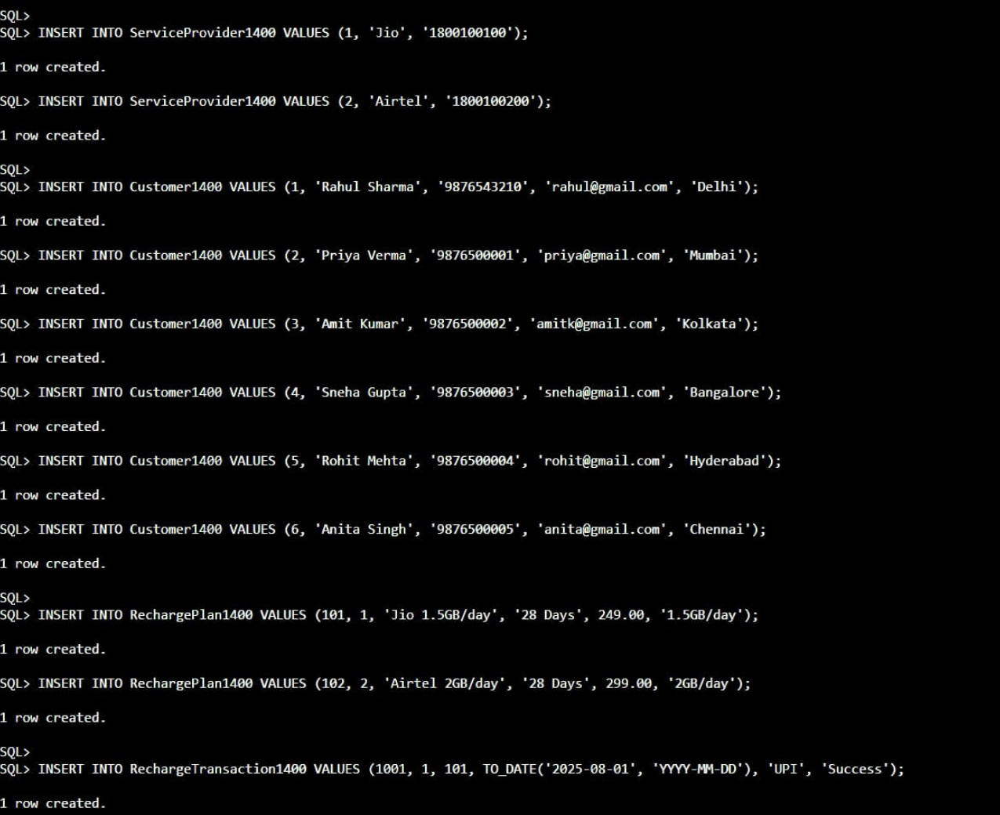 SQL>
SQL> INSERT INTO ServiceProvider1400 VALUES (1, 'Jio', '1800100100');
1 row created.
SQL> INSERT INTO ServiceProvider1400 VALUES (2, 'Airtel', '1800100200');
1 row created.
SQL>
SQL> INSERT INTO Customer1400 VALUES (1, 'Rahul Sharma', '9876543210', 'rahul@gmail.com', 'Delhi');
1 row created.
SQL> INSERT INTO Customer1400 VALUES (2, 'Priya Verma', '9876500001', 'priya@gmail.com', 'Mumbai');
1 row created.
SQL> INSERT INTO Customer1400 VALUES (3, 'Amit Kumar', '9876500002', 'amitk@gmail.com', 'Kolkata');
1 row created.
SQL> INSERT INTO Customer1400 VALUES (4, 'Sneha Gupta', '9876500003', 'sneha@gmail.com', 'Bangalore');
1 row created.
SQL> INSERT INTO Customer1400 VALUES (5, 'Rohit Mehta', '9876500004', 'rohit@gmail.com', 'Hyderabad');
1 row created.
SQL> INSERT INTO Customer1400 VALUES (6, 'Anita Singh', '9876500005', 'anita@gmail.com', 'Chennai');
1 row created.
SQL>
SQL> INSERT INTO RechargePlan1400 VALUES (101, 1, 'Jio 1.5GB/day', '28 Days', 249.00, '1.5GB/day');
1 row created.
SQL> INSERT INTO RechargePlan1400 VALUES (102, 2, 'Airtel 2GB/day', '28 Days', 299.00, '2GB/day');
1 row created.
SQL>
SQL> INSERT INTO RechargeTransaction1400 VALUES (1001, 1, 101, TO_DATE('2025-08-01', 'YYYY-MM-DD'), 'UPI', 'Success');
1 row created.